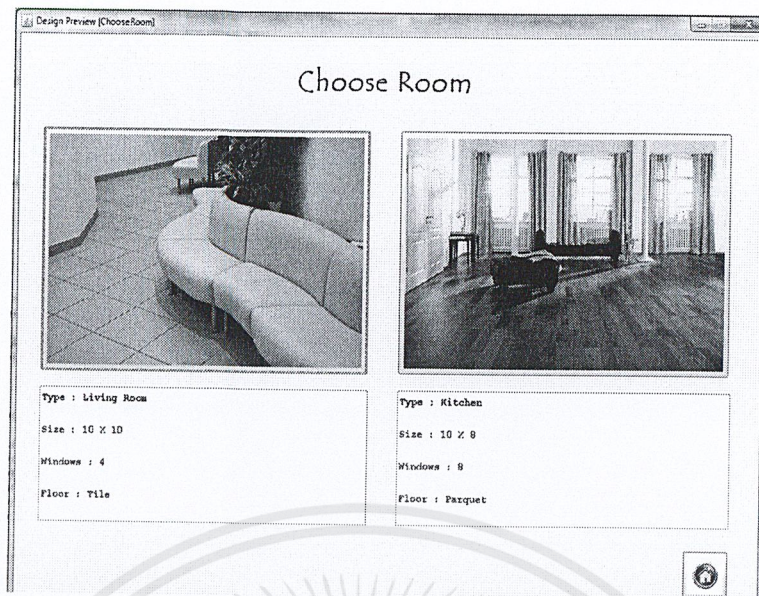 Design Preview [ChooseRoom]
Choose Room
Type : Living Room
Size : 10 X 10
Windows : 4
Floor : Tile
Type : Kitchen
Size : 10 X 8
Windows : 8
Floor : Parquet